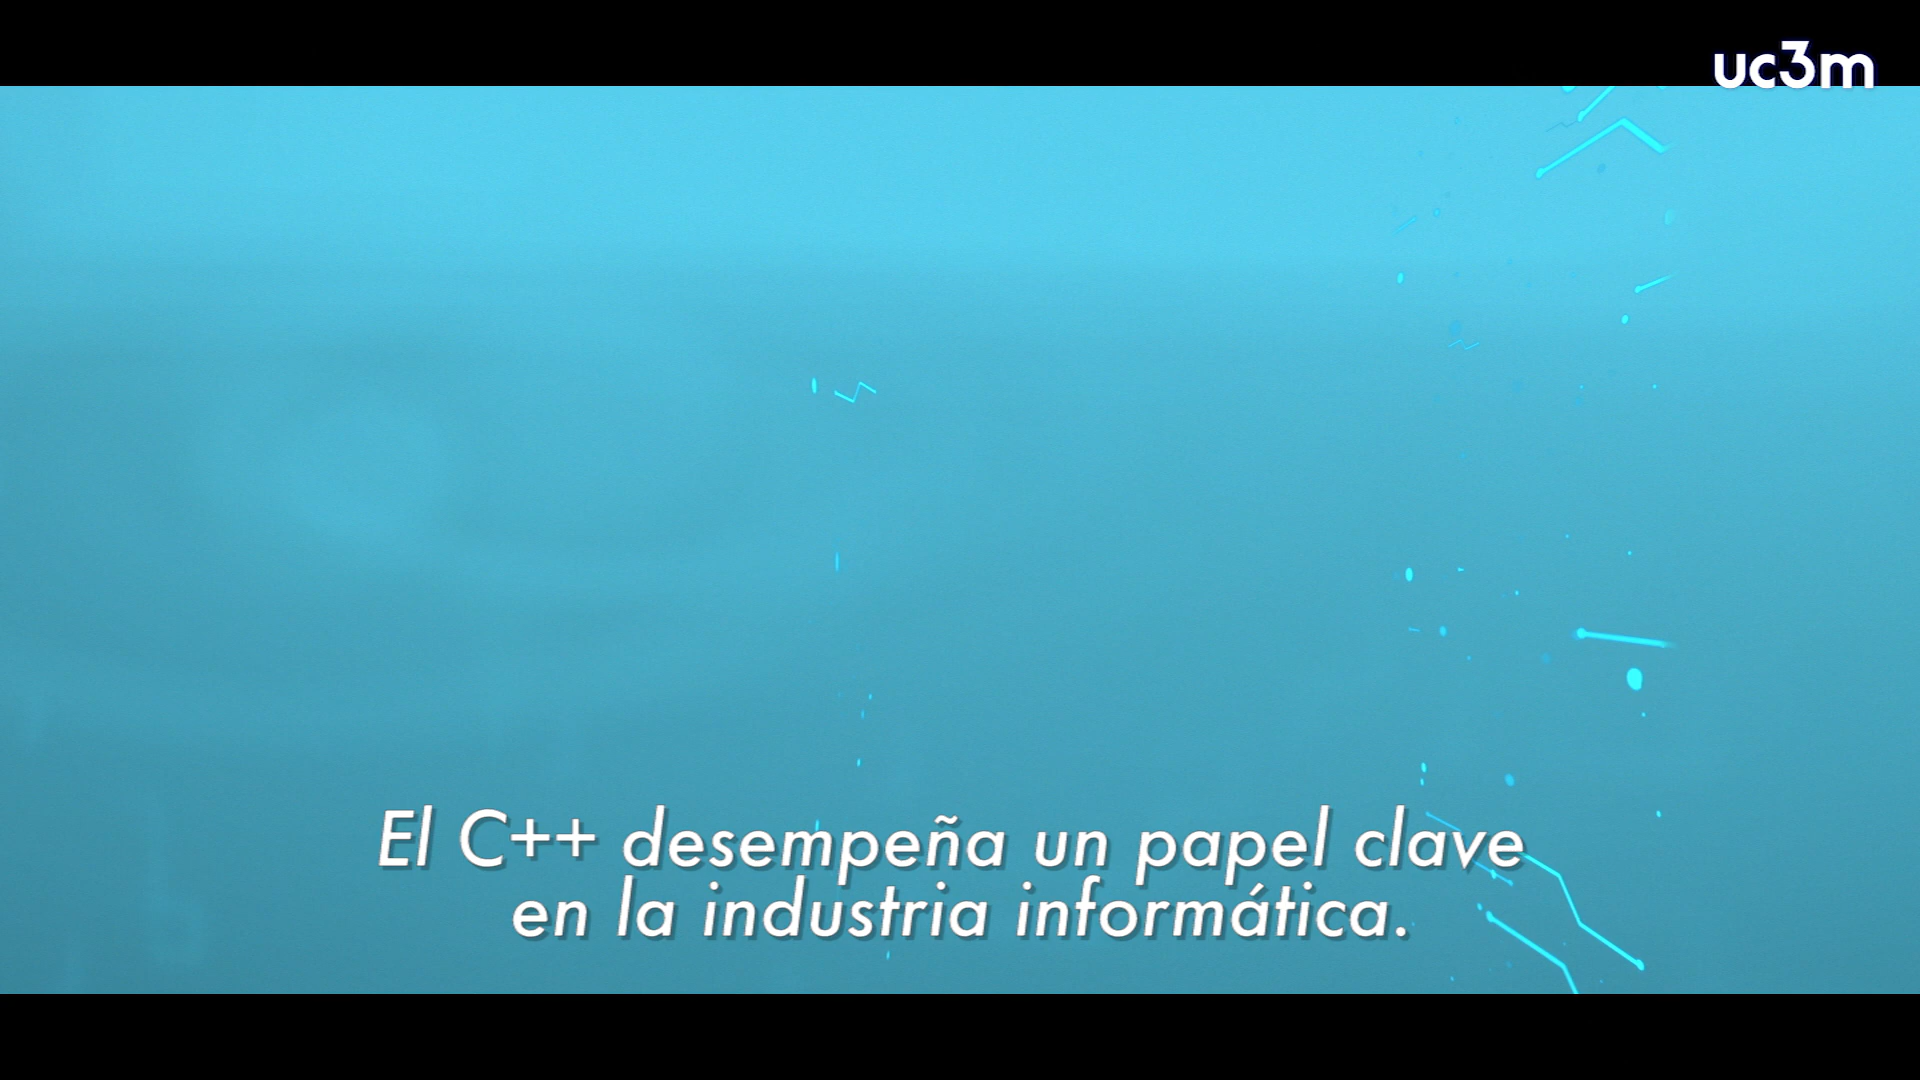 uc3m
El C++ desempeña un papel clave
en la industria informática.